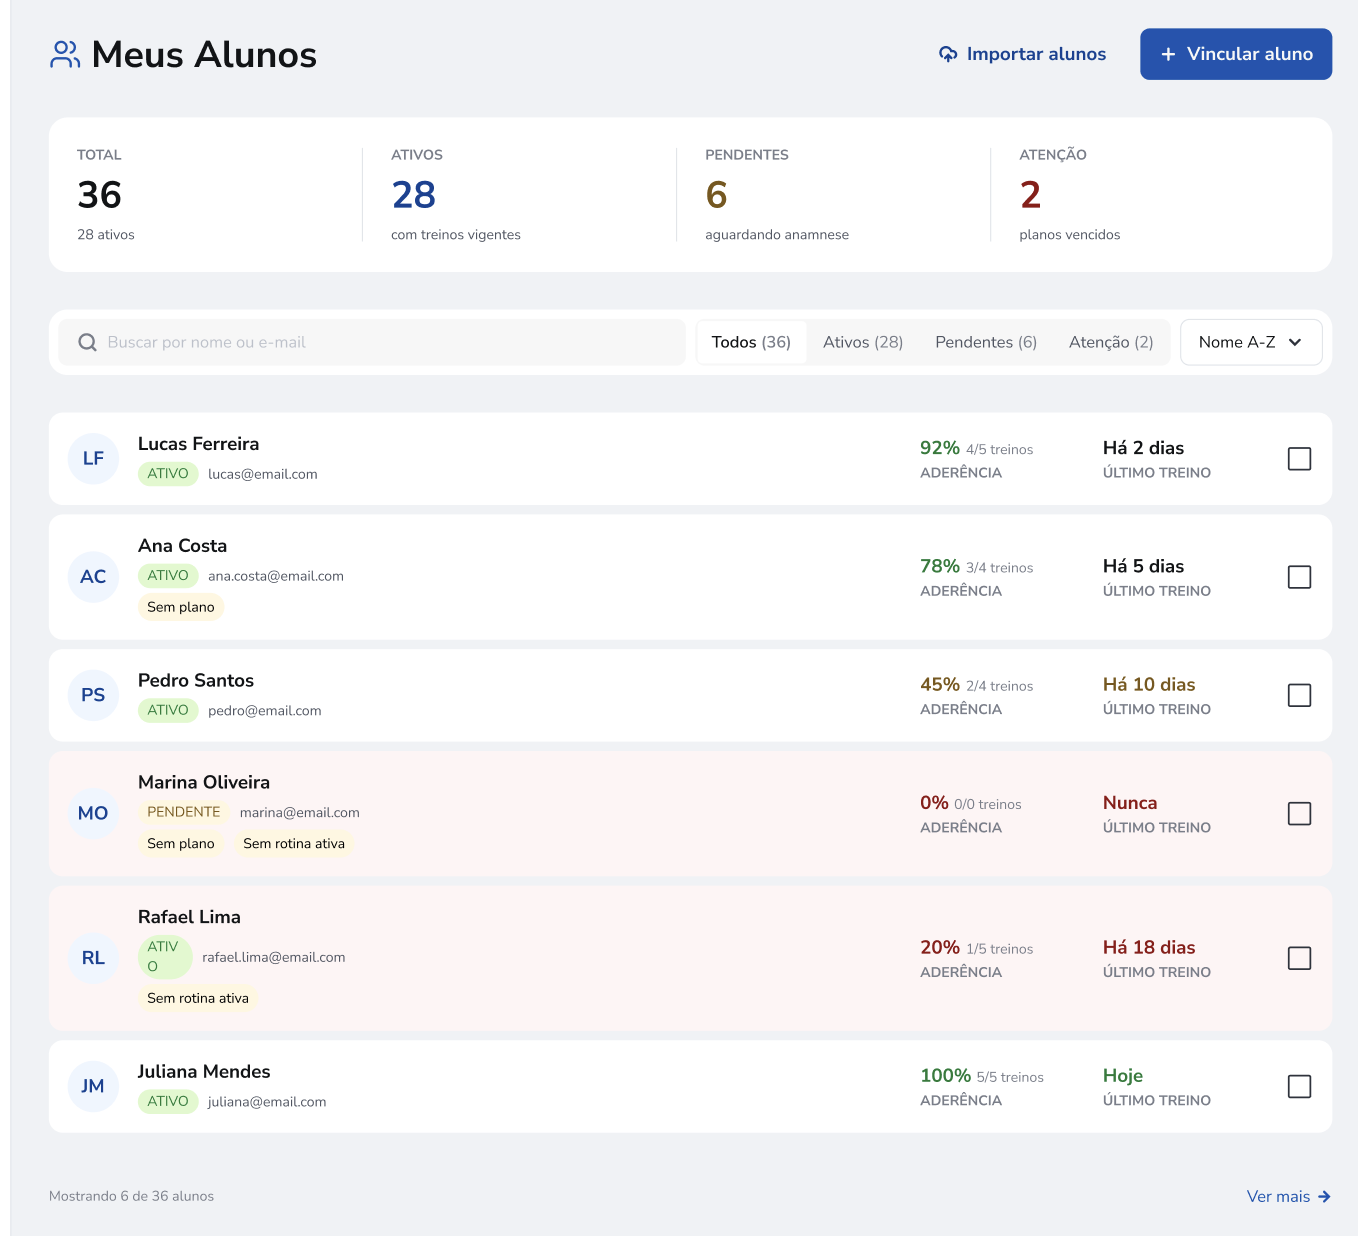 Meus Alunos
Importar alunos
+ Vincular aluno
TOTAL
36
28 ativos
ATIVOS
28
com treinos vigentes
PENDENTES
6
aguardando anamnese
ATENÇÃO
2
planos vencidos
Buscar por nome ou e-mail
Todos (36)
Ativos (28)
Pendentes (6)
Atenção (2)
Nome A-Z
LF
Lucas Ferreira
ATIVO lucas@email.com
92% 4/5 treinos
ADERÊNCIA
Há 2 dias
ÚLTIMO TREINO
AC
Ana Costa
ATIVO ana.costa@email.com
Sem plano
78% 3/4 treinos
ADERÊNCIA
Há 5 dias
ÚLTIMO TREINO
PS
Pedro Santos
ATIVO pedro@email.com
45% 2/4 treinos
ADERÊNCIA
Há 10 dias
ÚLTIMO TREINO
MO
Marina Oliveira
PENDENTE marina@email.com
Sem plano Sem rotina ativa
0% 0/0 treinos
ADERÊNCIA
Nunca
ÚLTIMO TREINO
RL
Rafael Lima
ATIV
O
rafael.lima@email.com
Sem rotina ativa
20% 1/5 treinos
ADERÊNCIA
Há 18 dias
ÚLTIMO TREINO
JM
Juliana Mendes
ATIVO juliana@email.com
100% 5/5 treinos
ADERÊNCIA
Hoje
ÚLTIMO TREINO
Mostrando 6 de 36 alunos
Ver mais →